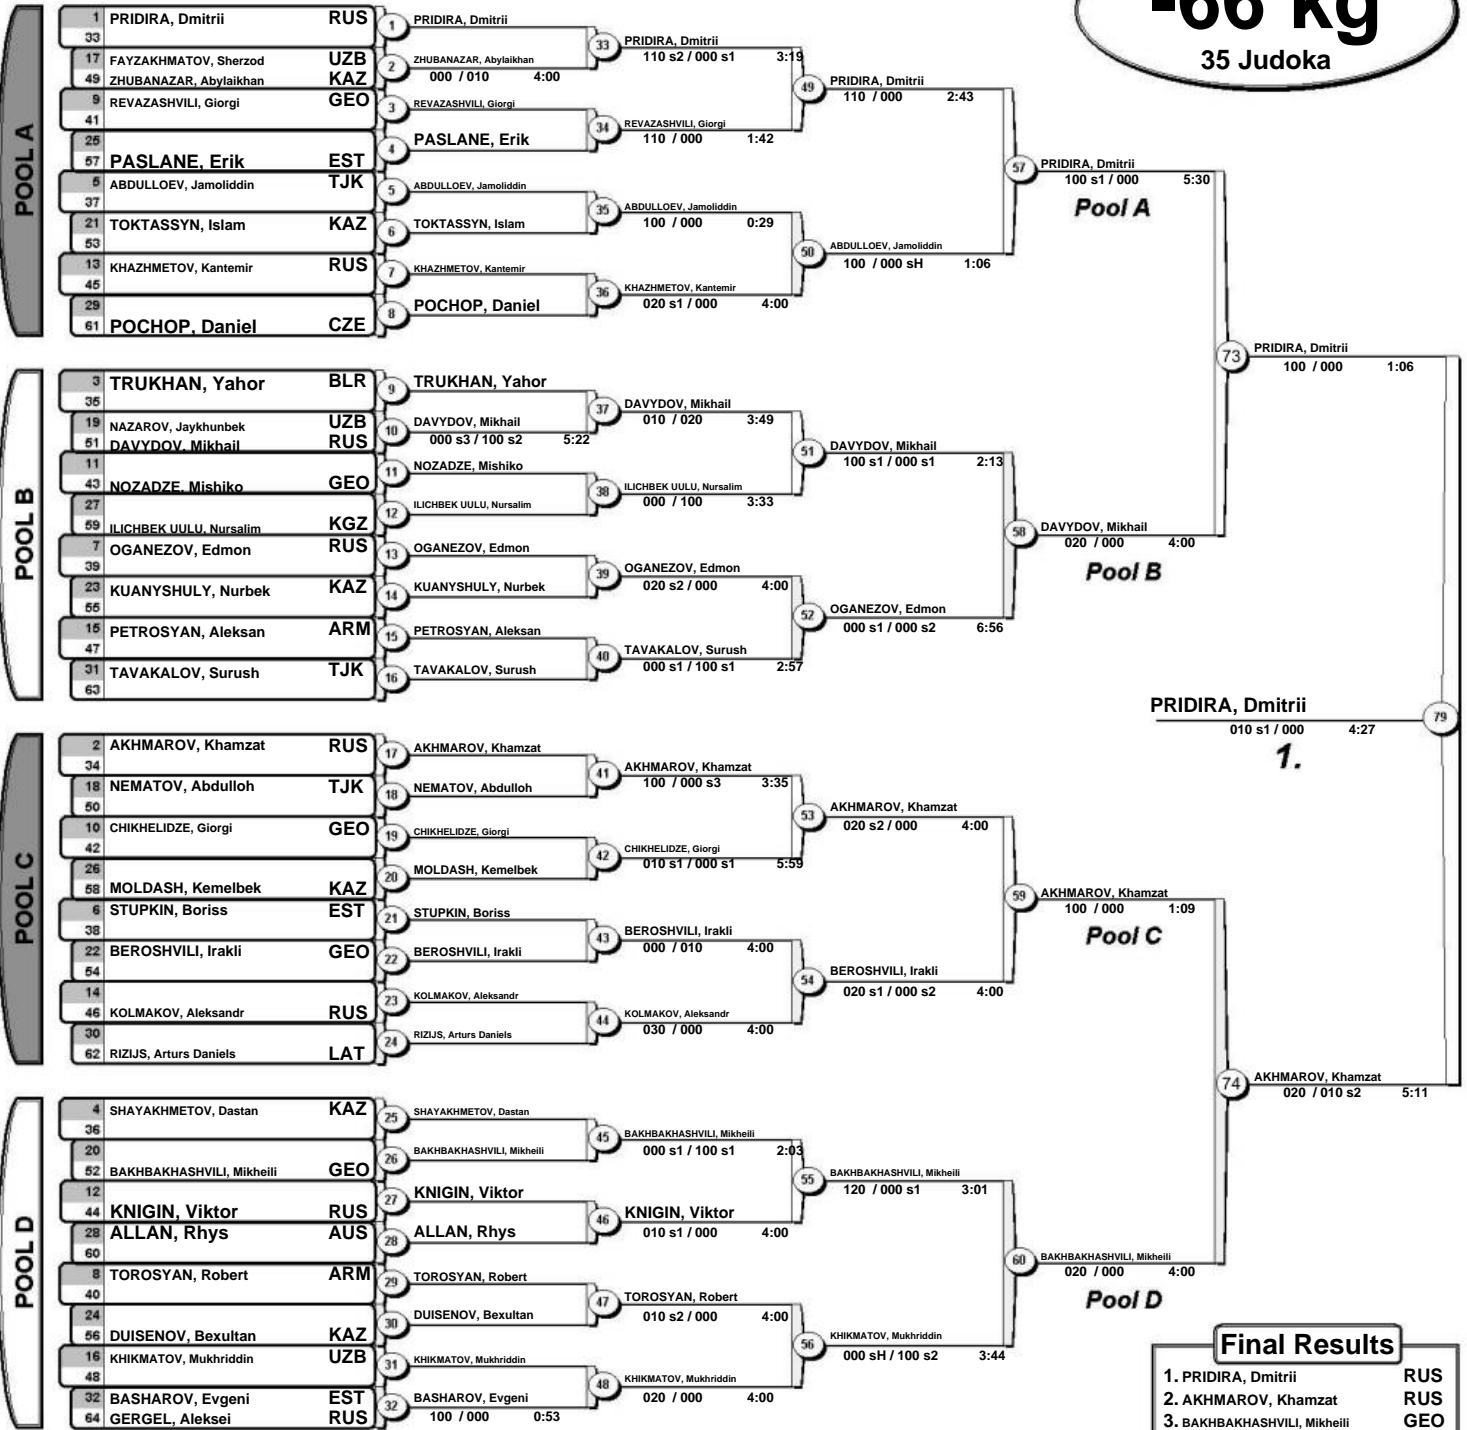 -66 kg
35 Judoka
POOL A
1 PRIDIRA, Dmitrii RUS
33
17 FAYZAKHMATOV, Sherzod UZB
49 ZHUBANAZAR, Abylaikhan KAZ
9 REVAZASHVILI, Giorgi GEO
41
25
57 PASLANE, Erik EST
5 ABDULLOEV, Jamoliddin TJK
37
21 TOKTASSYN, Islam KAZ
53
13 KHAZHMETOV, Kantemir RUS
45
29
61 POCHOP, Daniel CZE
1 PRIDIRA, Dmitrii
2 ZHUBANAZAR, Abylaikhan
000 / 010 4:00
3 REVAZASHVILI, Giorgi
4 PASLANE, Erik
5 ABDULLOEV, Jamoliddin
6 TOKTASSYN, Islam
7 KHAZHMETOV, Kantemir
8 POCHOP, Daniel
33 PRIDIRA, Dmitrii
110 s2 / 000 s1 3:19
34 REVAZASHVILI, Giorgi
110 / 000 1:42
35 ABDULLOEV, Jamoliddin
100 / 000 0:29
36 KHAZHMETOV, Kantemir
020 s1 / 000 4:00
49 PRIDIRA, Dmitrii
110 / 000 2:43
50 ABDULLOEV, Jamoliddin
100 / 000 sH 1:06
57 PRIDIRA, Dmitrii
100 s1 / 000 5:30
Pool A
POOL B
3 TRUKHAN, Yahor BLR
35
19 NAZAROV, Jaykhunbek UZB
51 DAVYDOV, Mikhail RUS
11
43 NOZADZE, Mishiko GEO
27
59 ILICHBEK UULU, Nursalim KGZ
7 OGANEZOV, Edmon RUS
39
23 KUANYSHULY, Nurbek KAZ
55
15 PETROSYAN, Aleksan ARM
47
31 TAVAKALOV, Surush TJK
63
9 TRUKHAN, Yahor
10 DAVYDOV, Mikhail
000 s3 / 100 s2 5:22
11 NOZADZE, Mishiko
12 ILICHBEK UULU, Nursalim
13 OGANEZOV, Edmon
14 KUANYSHULY, Nurbek
15 PETROSYAN, Aleksan
16 TAVAKALOV, Surush
37 DAVYDOV, Mikhail
010 / 020 3:49
38 ILICHBEK UULU, Nursalim
000 / 100 3:33
39 OGANEZOV, Edmon
020 s2 / 000 4:00
40 TAVAKALOV, Surush
000 s1 / 100 s1 2:57
51 DAVYDOV, Mikhail
100 s1 / 000 s1 2:13
52 OGANEZOV, Edmon
000 s1 / 000 s2 6:56
58 DAVYDOV, Mikhail
020 / 000 4:00
Pool B
73 PRIDIRA, Dmitrii
100 / 000 1:06
PRIDIRA, Dmitrii 79
010 s1 / 000 4:27
1.
POOL C
2 AKHMAROV, Khamzat RUS
34
18 NEMATOV, Abdulloh TJK
50
10 CHIKHELIDZE, Giorgi GEO
42
26
58 MOLDASH, Kemelbek KAZ
6 STUPKIN, Boriss EST
38
22 BEROSHVILI, Irakli GEO
54
14
46 KOLMAKOV, Aleksandr RUS
30
62 RIZIJS, Arturs Daniels LAT
17 AKHMAROV, Khamzat
18 NEMATOV, Abdulloh
19 CHIKHELIDZE, Giorgi
20 MOLDASH, Kemelbek
21 STUPKIN, Boriss
22 BEROSHVILI, Irakli
23 KOLMAKOV, Aleksandr
24 RIZIJS, Arturs Daniels
41 AKHMAROV, Khamzat
100 / 000 s3 3:35
42 CHIKHELIDZE, Giorgi
010 s1 / 000 s1 5:59
43 BEROSHVILI, Irakli
000 / 010 4:00
44 KOLMAKOV, Aleksandr
030 / 000 4:00
53 AKHMAROV, Khamzat
020 s2 / 000 4:00
54 BEROSHVILI, Irakli
020 s1 / 000 s2 4:00
59 AKHMAROV, Khamzat
100 / 000 1:09
Pool C
74 AKHMAROV, Khamzat
020 / 010 s2 5:11
POOL D
4 SHAYAKHMETOV, Dastan KAZ
36
20
52 BAKHBAKHASHVILI, Mikheili GEO
12
44 KNIGIN, Viktor RUS
28 ALLAN, Rhys AUS
60
8 TOROSYAN, Robert ARM
40
24
56 DUISENOV, Bexultan KAZ
16 KHIKMATOV, Mukhriddin UZB
48
32 BASHAROV, Evgeni EST
64 GERGEL, Aleksei RUS
25 SHAYAKHMETOV, Dastan
26 BAKHBAKHASHVILI, Mikheili
27 KNIGIN, Viktor
28 ALLAN, Rhys
29 TOROSYAN, Robert
30 DUISENOV, Bexultan
31 KHIKMATOV, Mukhriddin
32 BASHAROV, Evgeni
100 / 000 0:53
45 BAKHBAKHASHVILI, Mikheili
000 s1 / 100 s1 2:03
46 KNIGIN, Viktor
010 s1 / 000 4:00
47 TOROSYAN, Robert
010 s2 / 000 4:00
48 KHIKMATOV, Mukhriddin
020 / 000 4:00
55 BAKHBAKHASHVILI, Mikheili
120 / 000 s1 3:01
56 KHIKMATOV, Mukhriddin
000 sH / 100 s2 3:44
60 BAKHBAKHASHVILI, Mikheili
020 / 000 4:00
Pool D
Final Results
1. PRIDIRA, Dmitrii RUS
2. AKHMAROV, Khamzat RUS
3. BAKHBAKHASHVILI, Mikheili GEO